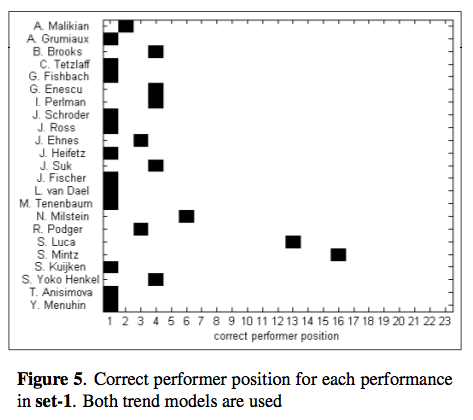 A. Malikian
A. Grumiaux
B. Brooks
C. Tetzlaff
G. Fishbach
G. Enescu
I. Perlman
J. Schroder
J. Ross
J. Ehnes
J. Heifetz
J. Suk
J. Fischer
L. van Dael
M. Tenenbaum
N. Milstein
R. Podger
S. Luca
S. Mintz
S. Kuijken
S. Yoko Henkel
T. Anisimova
Y. Menuhin
1 2 3 4 5 6 7 8 9 10 11 12 13 14 15 16 17 18 19 20 21 22 23
correct performer position
Figure 5. Correct performer position for each performance
in set-1. Both trend models are used